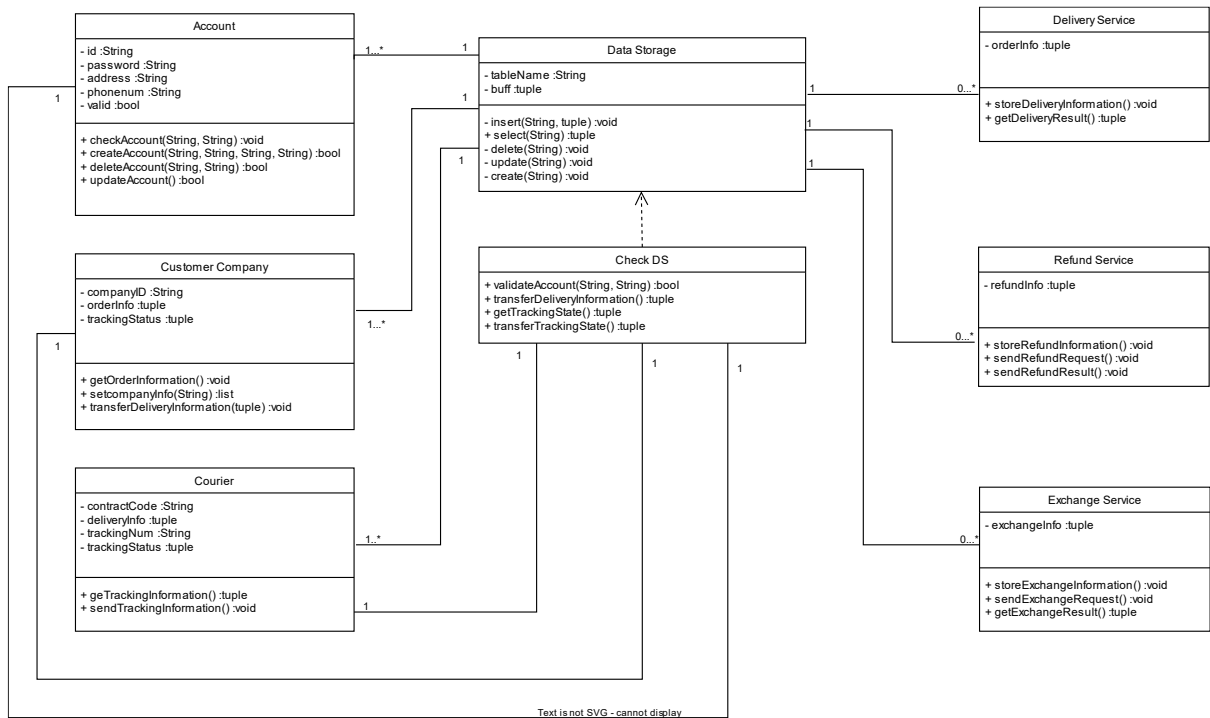 Account
- id :String
- password :String
- address :String
- phonenum :String
- valid :bool
+ checkAccount(String, String) :void
+ createAccount(String, String, String, String) :bool
+ deleteAccount(String, String) :bool
+ updateAccount() :bool
1...*
1
1
Data Storage
- tableName :String
- buff :tuple
- insert(String, tuple) :void
+ select(String) :tuple
- delete(String) :void
- update(String) :void
- create(String) :void
1
1
1
1
1
Delivery Service
- orderInfo :tuple
+ storeDeliveryInformation() :void
+ getDeliveryResult() :tuple
0...*
Customer Company
- companyID :String
- orderInfo :tuple
- trackingStatus :tuple
+ getOrderInformation() :void
+ setcompanyInfo(String) :list
+ transferDeliveryInformation(tuple) :void
1...*
1
Check DS
+ validateAccount(String, String) :bool
+ transferDeliveryInformation() :tuple
+ getTrackingState() :tuple
+ transferTrackingState() :tuple
1
1
1
Refund Service
- refundInfo :tuple
+ storeRefundInformation() :void
+ sendRefundRequest() :void
+ sendRefundResult() :void
0...*
Courier
- contractCode :String
- deliveryInfo :tuple
- trackingNum :String
- trackingStatus :tuple
+ geTrackingInformation() :tuple
+ sendTrackingInformation() :void
1..*
1
Exchange Service
- exchangeInfo :tuple
+ storeExchangeInformation() :void
+ sendExchangeRequest() :void
+ getExchangeResult() :tuple
0...*
Text is not SVG - cannot display